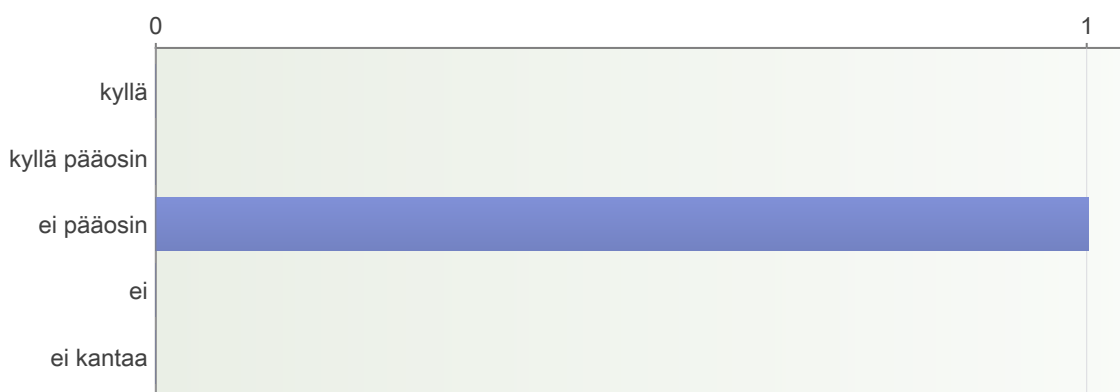 0 1
kyllä
kyllä pääosin
ei pääosin
ei
ei kantaa